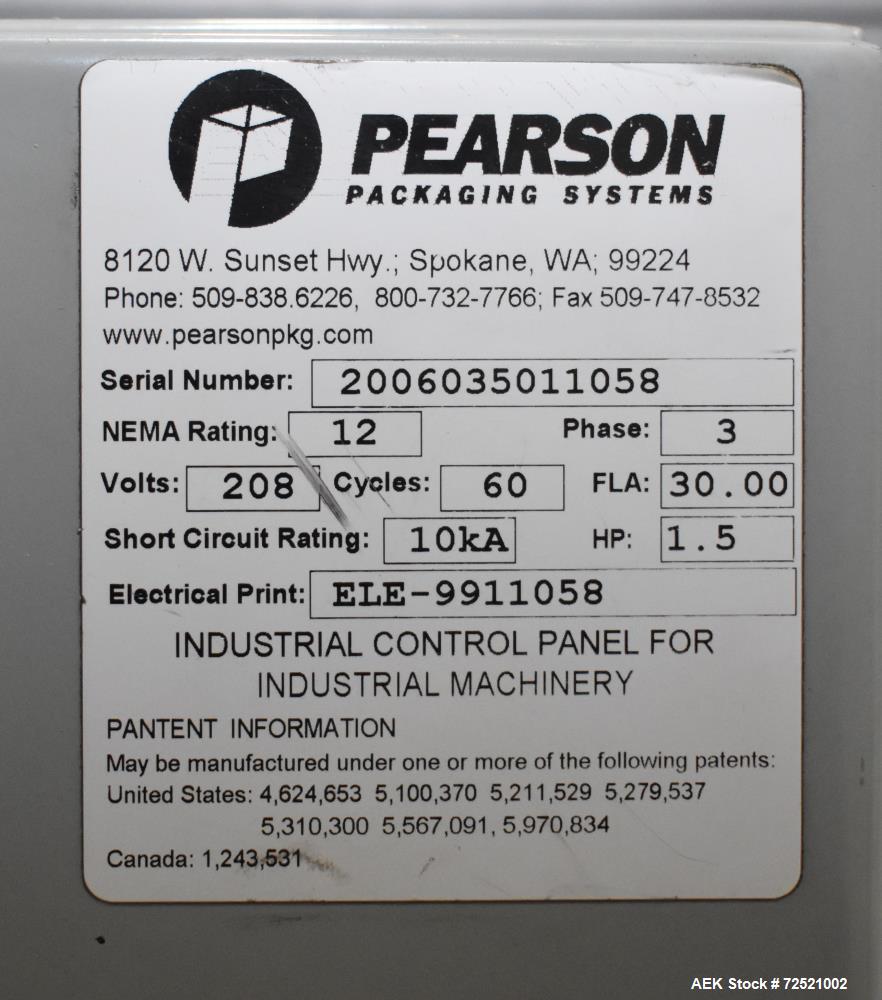 PEARSON
PACKAGING SYSTEMS
8120 W. Sunset Hwy.; Spokane, WA; 99224
Phone: 509-838.6226, 800-732-7766; Fax 509-747-8532
www.pearsonpkg.com
Serial Number: 2006035011058
NEMA Rating: 12 Phase: 3
Volts: 208 Cycles: 60 FLA: 30.00
Short Circuit Rating: 10kA HP: 1.5
Electrical Print: ELE-9911058
INDUSTRIAL CONTROL PANEL FOR
INDUSTRIAL MACHINERY
PANTENT INFORMATION
May be manufactured under one or more of the following patents:
United States: 4,624,653 5,100,370 5,211,529 5,279,537
5,310,300 5,567,091, 5,970,834
Canada: 1,243,531
AEK Stock # 72521002